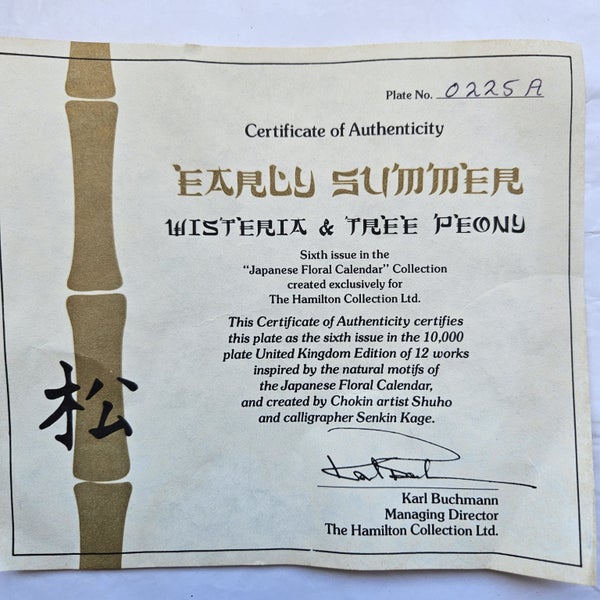 Plate No. 0225A
Certificate of Authenticity
EARLY SUMMER
WISTERIA & TREE PEONY
Sixth issue in the
"Japanese Floral Calendar" Collection
created exclusively for
The Hamilton Collection Ltd.
This Certificate of Authenticity certifies
this plate as the sixth issue in the 10,000
plate United Kingdom Edition of 12 works
inspired by the natural motifs of
the Japanese Floral Calendar,
and created by Chokin artist Shuho
and calligrapher Senkin Kage.
松
Karl Buchmann
Managing Director
The Hamilton Collection Ltd.